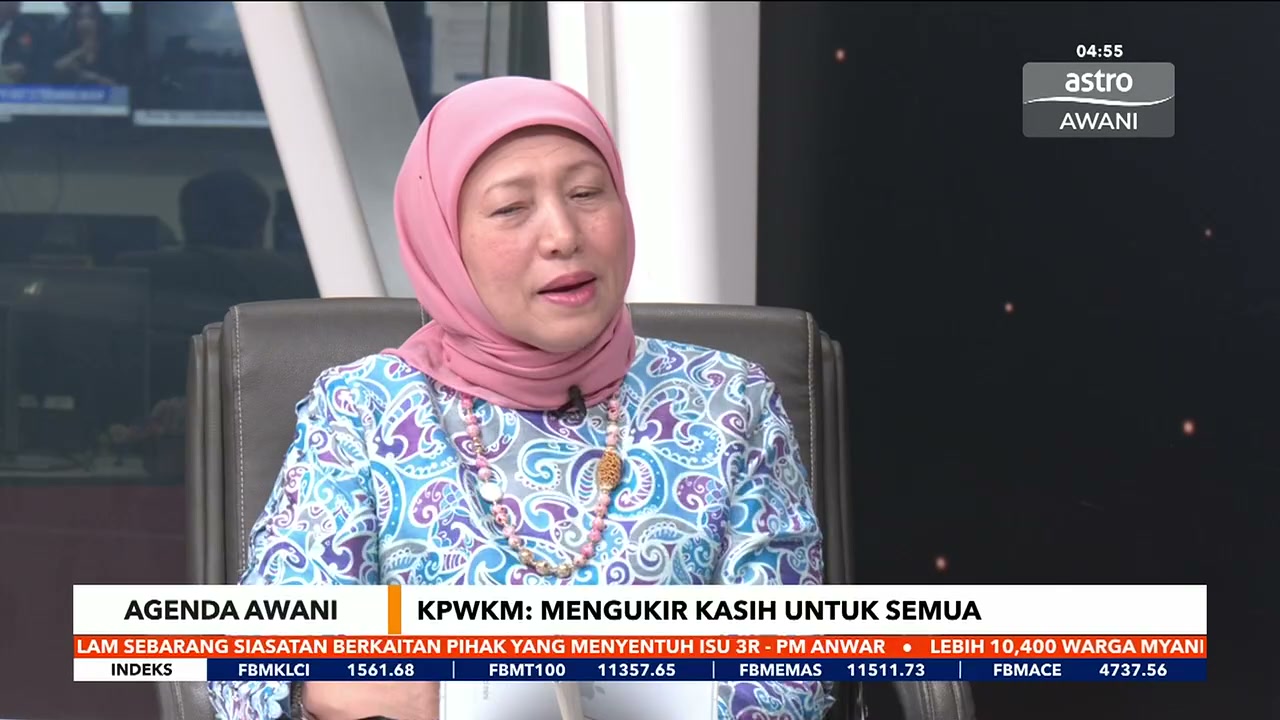 04:55
astro
AWANI
AGENDA AWANI
KPWKM: MENGUKIR KASIH UNTUK SEMUA
LAM SEBARANG SIASATAN BERKAITAN PIHAK YANG MENYENTUH ISU 3R - PM ANWAR • LEBIH 10,400 WARGA MYANI
INDEKS FBMKLCI 1561.68 FBMT100 11357.65 FBMEMAS 11511.73 FBMACE 4737.56